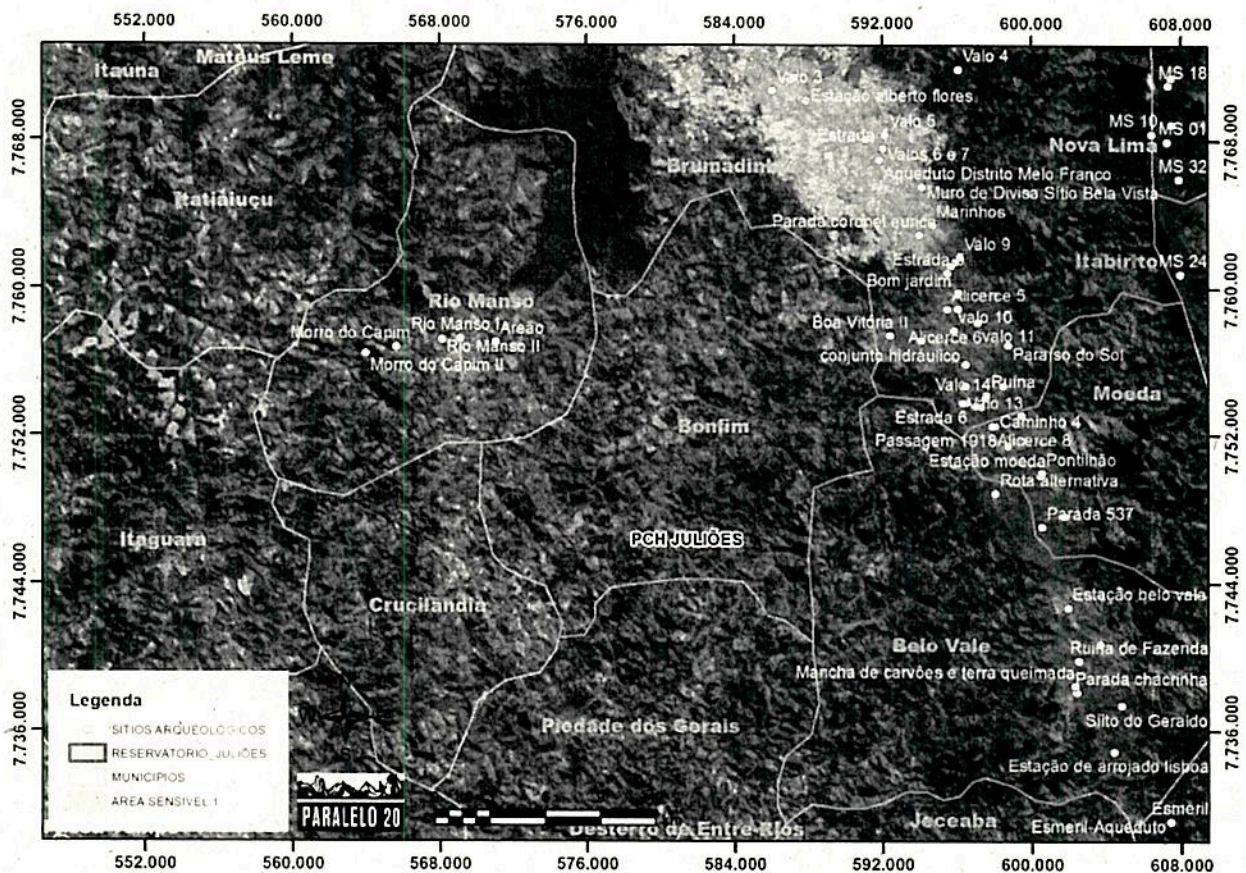 552.000 560.000 568.000 576.000 584.000 592.000 600.000 608.000
Itaúna
Mateus Leme
Valo 4
Valo 3
MS 18
Estação alberto flores
Valo 5
MS 10
MS 01
Estrada 4
7.768.000
7.768.000
Nova Lima
Valos 6 e 7
Brumadinh
Aqueduto Distrito Melo Franco
MS 32
Itatiaiuçu
Muro de Divisa Sítio Bela Vista
Marinhos
Parada coronel eurico
Valo 9
Estrada
Itabirito
MS 24
Bom jardim
7.760.000
7.760.000
Rio Manso
Alicerce 5
Morro do Capim
Rio Manso I
Areão
Boa Vitória II
valo 10
Rio Manso II
Alicerce 6
valo 11
Morro do Capim II
conjunto hidráulico
Paraíso do Sol
Valo 14
Ruína
Moeda
Valo 13
Estrada 6
Caminho 4
Bonfim
7.752.000
7.752.000
Passagem 1918
Alicerce 8
Estação moeda
Pontilhão
Rota alternativa
Parada 537
Itaguara
PCH JULIÕES
7.744.000
7.744.000
Estação belo vale
Crucilandia
Belo Vale
Ruína de Fazenda
Mancha de carvões e terra queimada
Parada chacrinha
Siito do Geraldo
Piedade dos Gerais
7.736.000
7.736.000
Estação de arrojado lisboa
Legenda
SITIOS ARQUEOLOGICOS
RESERVATORIO_JULIÕES
MUNICIPIOS
AREA SENSIVEL 1
PARALELO 20
Desterro de Entre Rios
Jeceaba
Esmeril
Esmeril-Aqueduto
552.000 560.000 568.000 576.000 584.000 592.000 600.000 608.000